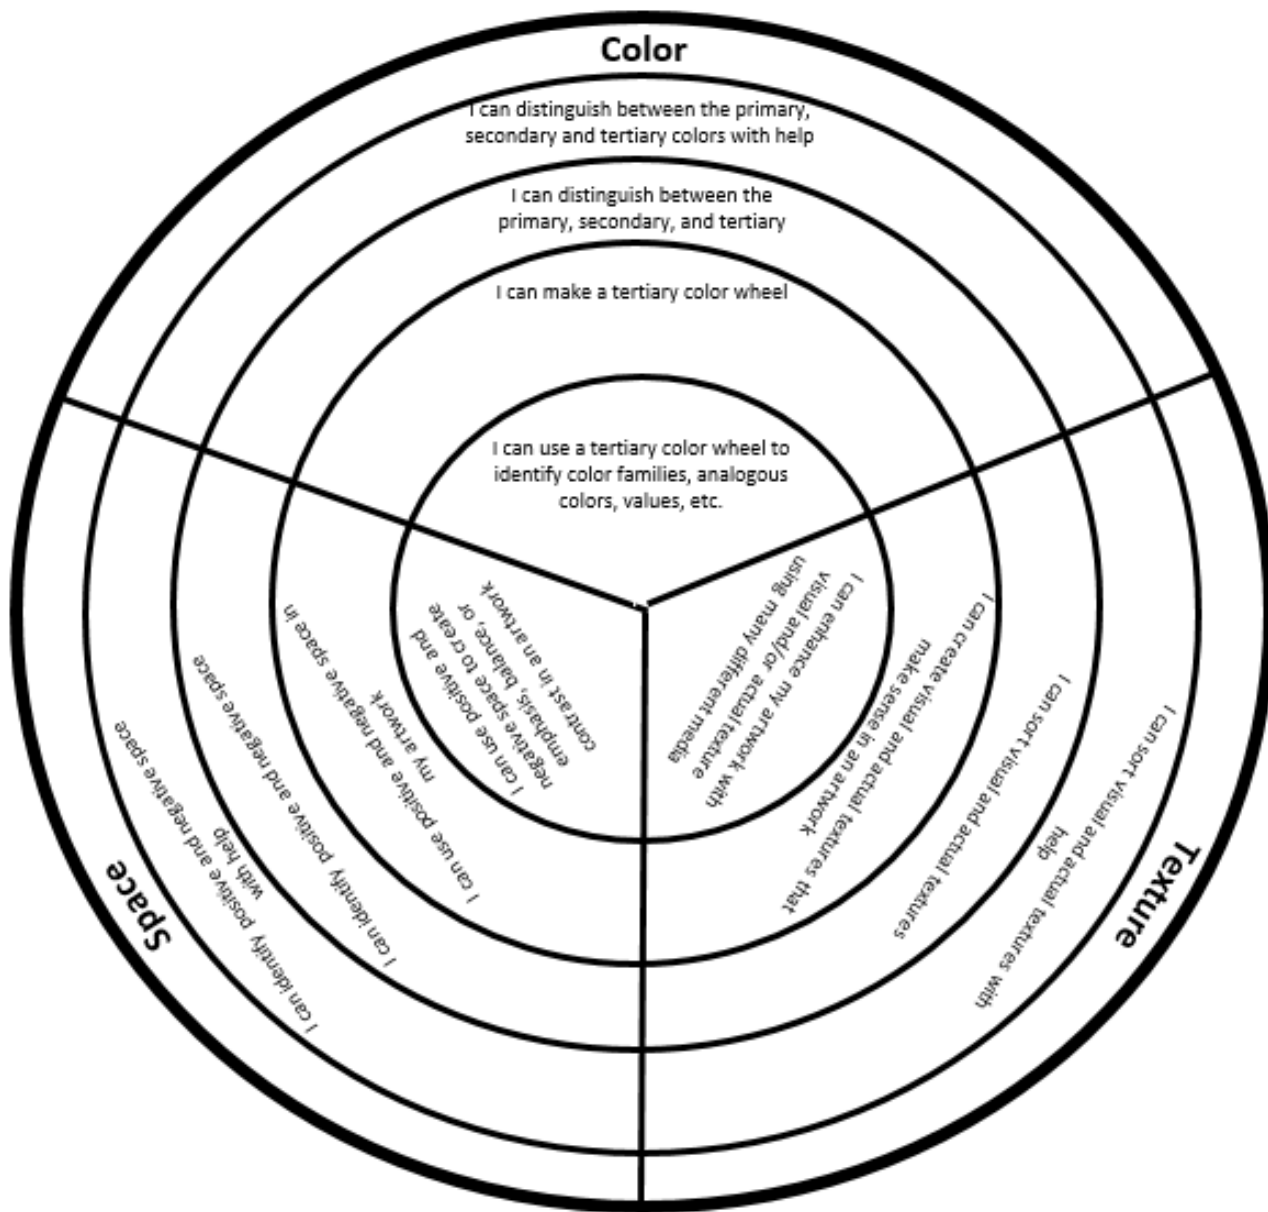 Color
I can distinguish between the primary,
secondary and tertiary colors with help
I can distinguish between the
primary, secondary, and tertiary
I can make a tertiary color wheel
I can use a tertiary color wheel to
identify color families, analogous
colors, values, etc.
Texture
I can sort visual and actual textures with
help
I can sort visual and actual textures
I can create visual and actual textures that
make sense in an artwork
I can enhance my artwork with
visual and/or actual texture
using many different media
Space
I can identify positive and negative space
with help
I can identify positive and negative space
I can use positive and negative space in
my artwork
I can use positive and
negative space to create
emphasis, balance, or
contrast in an artwork